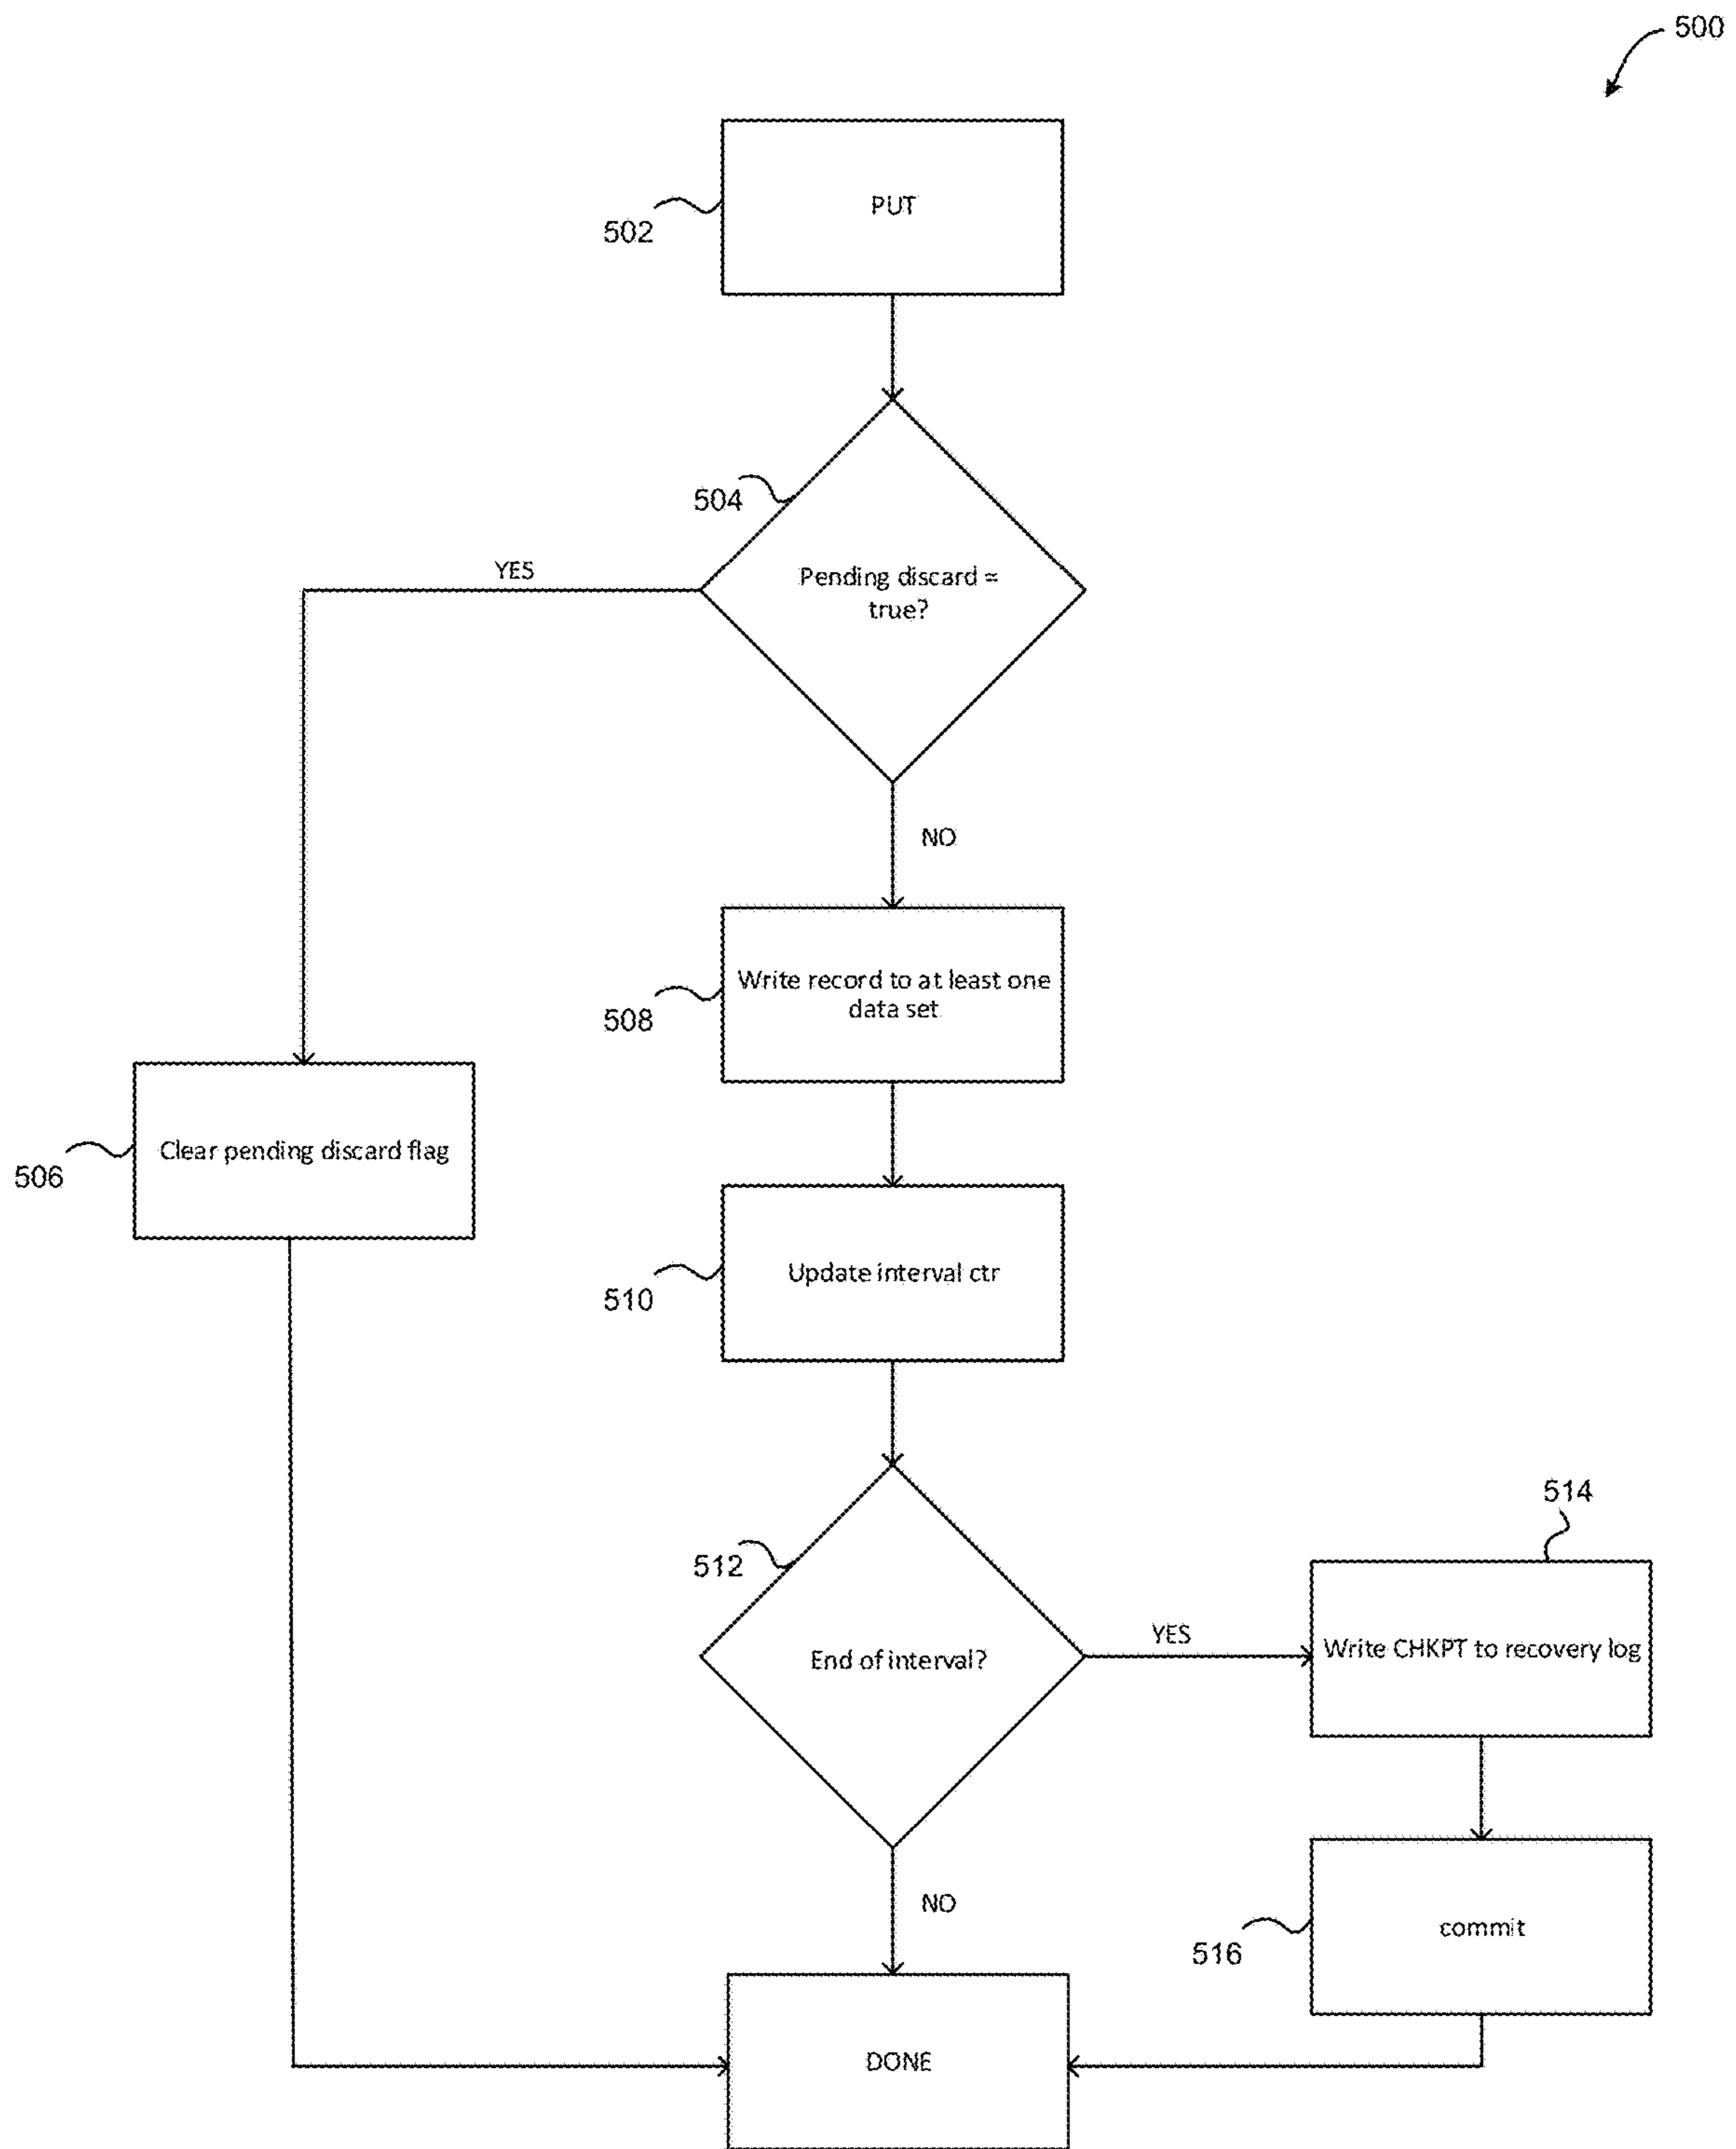 500
PUT
502
504
Pending discard =
true?
YES
NO
Write record to at least one
data set
508
Clear pending discard flag
506
Update interval ctr
510
514
512
End of interval?
YES
Write CHKPT to recovery log
NO
commit
516
DONE